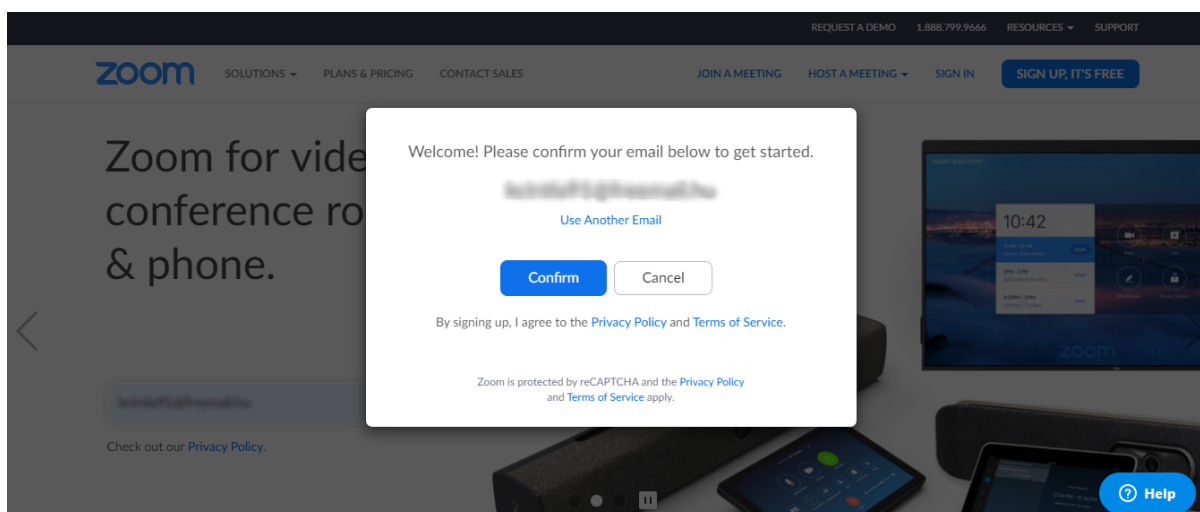 REQUEST A DEMO 1.888.799.9666 RESOURCES SUPPORT
zoom SOLUTIONS PLANS & PRICING CONTACT SALES JOIN A MEETING HOST A MEETING SIGN IN SIGN UP, IT'S FREE
Zoom for vide
conference ro
& phone.
Check out our Privacy Policy.
Welcome! Please confirm your email below to get started.
Use Another Email
Confirm Cancel
By signing up, I agree to the Privacy Policy and Terms of Service.
Zoom is protected by reCAPTCHA and the Privacy Policy
and Terms of Service apply.
10:42
zoom
Help